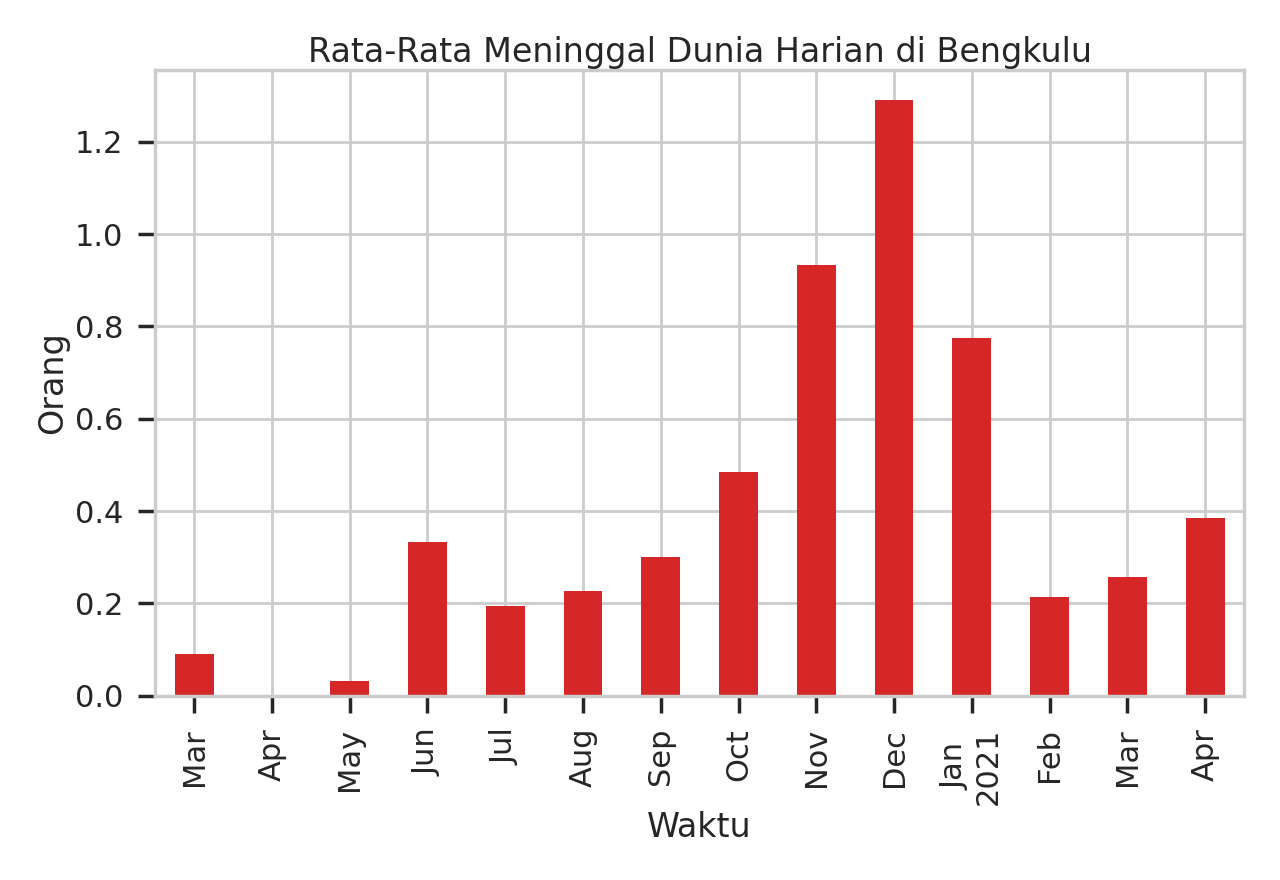 Rata-Rata Meninggal Dunia Harian di Bengkulu
Orang
1.2
1.0
0.8
0.6
0.4
0.2
0.0
Mar
Apr
May
Jun
Jul
Aug
Sep
Oct
Nov
Dec
Jan
2021
Feb
Mar
Apr
Waktu